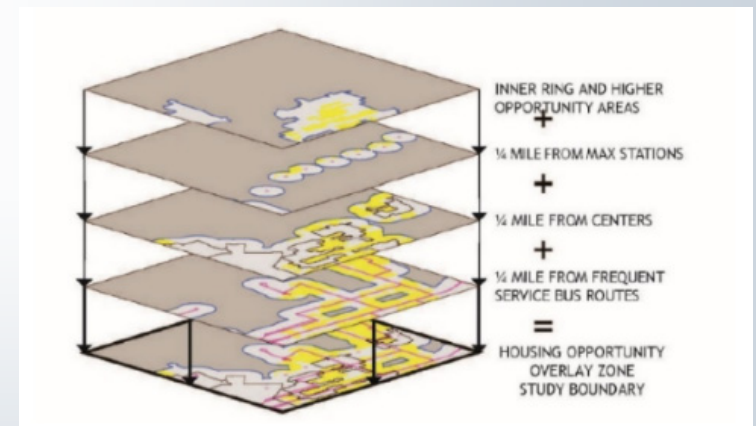 INNER RING AND HIGHER
OPPORTUNITY AREAS
+
¼ MILE FROM MAX STATIONS
+
¼ MILE FROM CENTERS
+
¼ MILE FROM FREQUENT
SERVICE BUS ROUTES
=
HOUSING OPPORTUNITY
OVERLAY ZONE
STUDY BOUNDARY